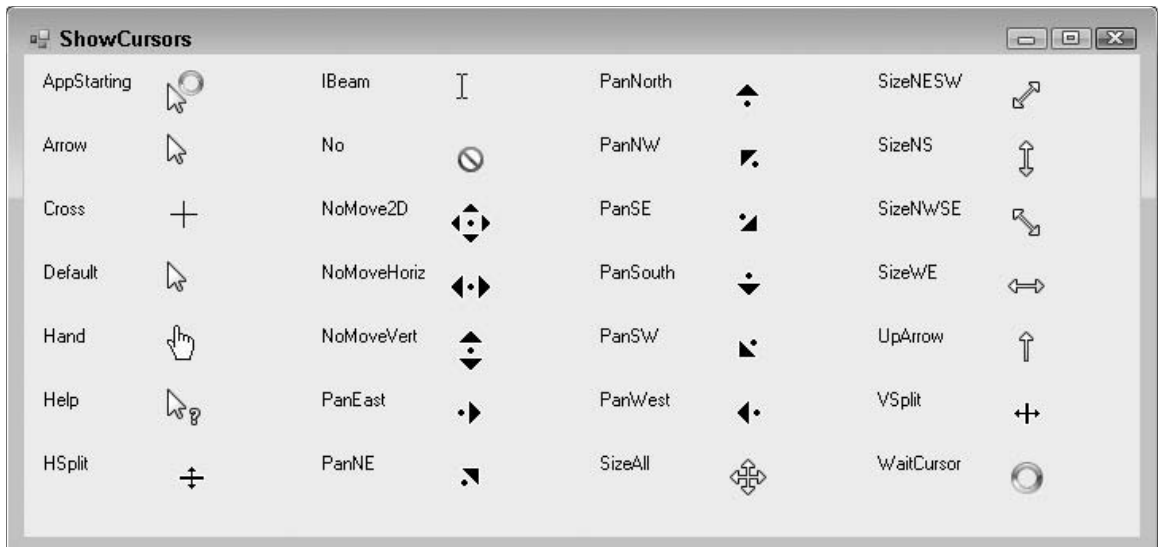 ShowCursors
AppStarting
IBeam
PanNorth
SizeNESW
Arrow
No
PanNW
SizeNS
Cross
NoMove2D
PanSE
SizeNWSE
Default
NoMoveHoriz
PanSouth
SizeWE
Hand
NoMoveVert
PanSW
UpArrow
Help
PanEast
PanWest
VSplit
HSplit
PanNE
SizeAll
WaitCursor